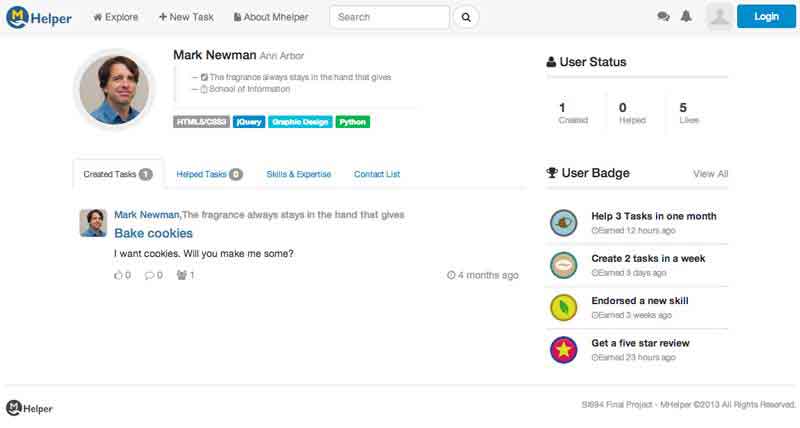 M Helper
Explore
New Task
About Mhelper
Search
Login
Mark Newman Ann Arbor
— The fragrance always stays in the hand that gives
— School of Information
HTML5/CSS3 jQuery Graphic Design Python
Created Tasks 1
Helped Tasks 0
Skills & Expertise
Contact List
Mark Newman,The fragrance always stays in the hand that gives
Bake cookies
I want cookies. Will you make me some?
0 0 1
4 months ago
User Status
1 0 5
Created Helped Likes
User Badge View All
Help 3 Tasks in one month
Earned 12 hours ago
Create 2 tasks in a week
Earned 3 days ago
Endorsed a new skill
Earned 3 weeks ago
Get a five star review
Earned 23 hours ago
M Helper
SI694 Final Project - MHelper ©2013 All Rights Reserved.